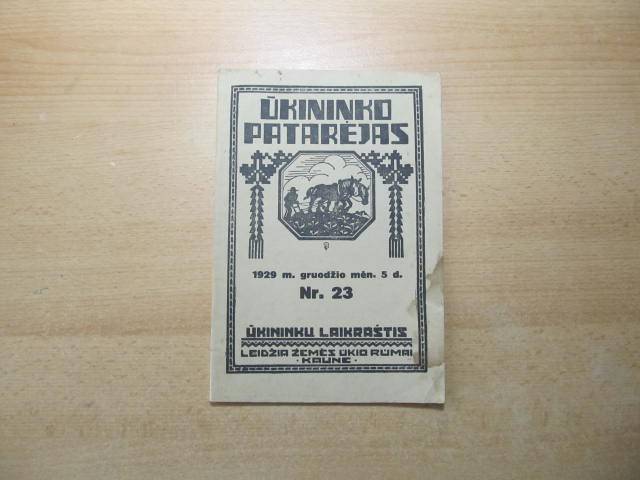 ŪKININKO
PATARĖJAS
1929 m. gruodžio mėn. 5 d.
Nr. 23
ŪKININKŲ LAIKRAŠTIS
LEIDŽIA ŽEMĖS ŪKIO RŪMAI
· KAUNE ·